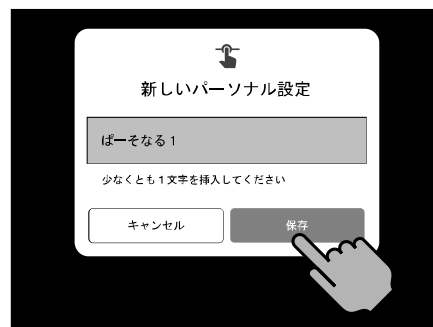 新しいパーソナル設定
ぱーそなる 1
少なくとも1文字を挿入してください
キャンセル
保存